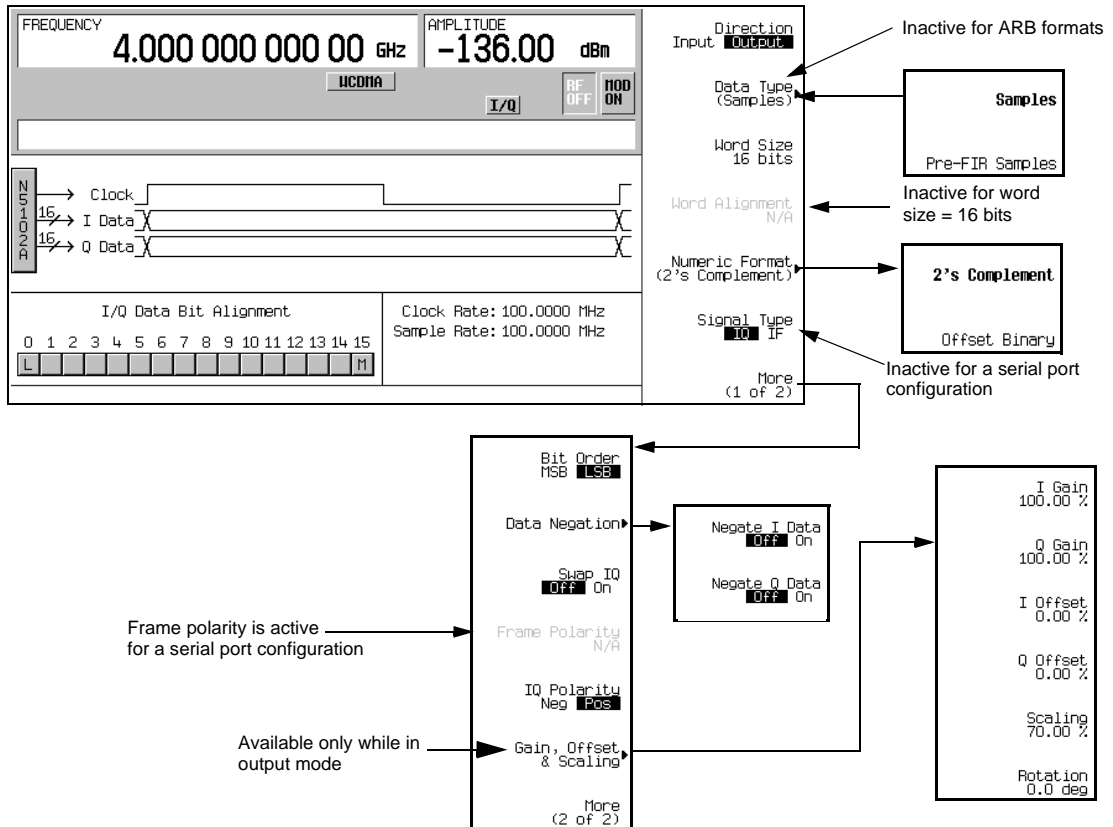 FREQUENCY
4.000 000 000 00 GHz
AMPLITUDE
-136.00 dBm
WCDMA
I/Q
RF OFF
MOD ON
N5102A
Clock
16 I Data
16 Q Data
I/Q Data Bit Alignment
0 1 2 3 4 5 6 7 8 9 10 11 12 13 14 15
L M
Clock Rate: 100.0000 MHz
Sample Rate: 100.0000 MHz
Direction
Input Output
Data Type
(Samples)
Word Size
16 bits
Word Alignment
N/A
Numeric Format
(2's Complement)
Signal Type
IQ IF
More
(1 of 2)
Inactive for ARB formats
Samples
Pre-FIR Samples
Inactive for word
size = 16 bits
2's Complement
Offset Binary
Inactive for a serial port
configuration
Bit Order
MSB LSB
Data Negation
Swap IQ
Off On
Frame Polarity
N/A
IQ Polarity
Neg Pos
Gain, Offset
& Scaling
More
(2 of 2)
Frame polarity is active
for a serial port configuration
Available only while in
output mode
Negate I Data
Off On
Negate Q Data
Off On
I Gain
100.00 %
Q Gain
100.00 %
I Offset
0.00 %
Q Offset
0.00 %
Scaling
70.00 %
Rotation
0.0 deg